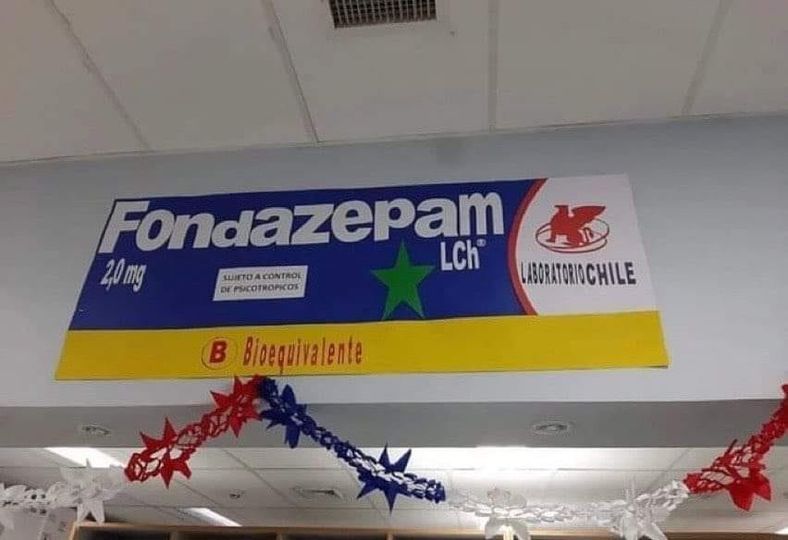 Fondazepam
LCh®
2,0 mg
SUJETO A CONTROL
DE PSICOTROPICOS
LABORATORIO CHILE
B Bioequivalente